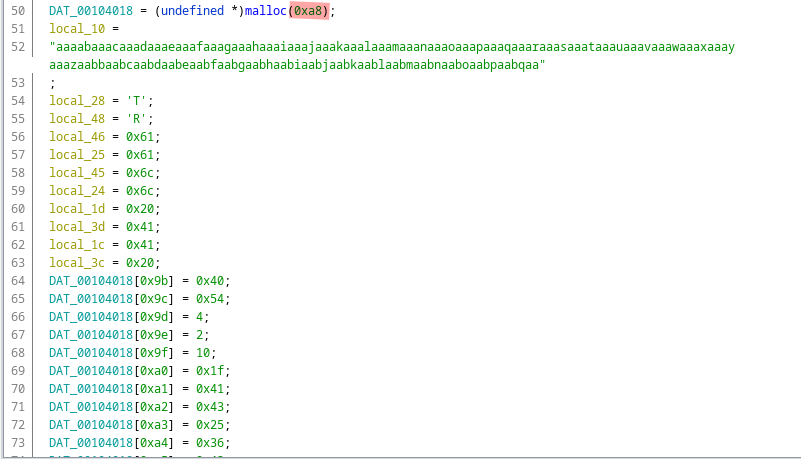 50 DAT_00104018 = (undefined *)malloc(0xa8);
51 local_10 =
52 "aaaabaaacaaadaaaeaaafaaagaaahaaaiaaajaaakaaalaaamaaanaaaoaaapaaaqaaaraaasaaataaauaaavaaawaaaxaaay
aaazaabbaabcaabdaabeaabfaabgaabhaabiaabjaabkaablaabmaabnaaboaabpaabqaa"
53 ;
54 local_28 = 'T';
55 local_48 = 'R';
56 local_46 = 0x61;
57 local_25 = 0x61;
58 local_45 = 0x6c;
59 local_24 = 0x6c;
60 local_1d = 0x20;
61 local_3d = 0x41;
62 local_1c = 0x41;
63 local_3c = 0x20;
64 DAT_00104018[0x9b] = 0x40;
65 DAT_00104018[0x9c] = 0x54;
66 DAT_00104018[0x9d] = 4;
67 DAT_00104018[0x9e] = 2;
68 DAT_00104018[0x9f] = 10;
69 DAT_00104018[0xa0] = 0x1f;
70 DAT_00104018[0xa1] = 0x41;
71 DAT_00104018[0xa2] = 0x43;
72 DAT_00104018[0xa3] = 0x25;
73 DAT_00104018[0xa4] = 0x36;